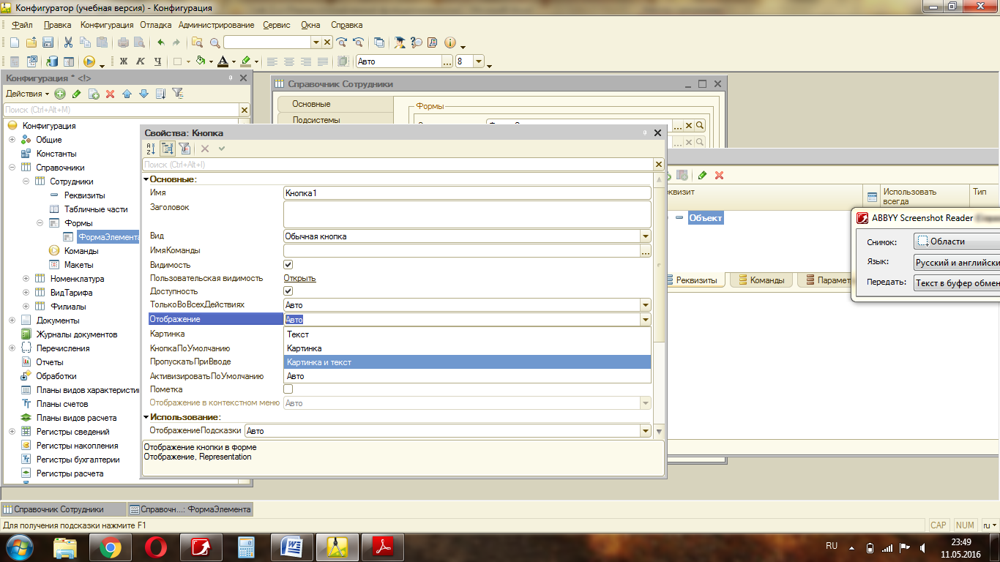 Конфигуратор (учебная версия) - Конфигурация
Файл Правка Конфигурация Отладка Администрирование Сервис Окна Справка
Ж К Ч А Авто ... 8
Конфигурация * <!>
Действия
Поиск (Ctrl+Alt+M)
Конфигурация
Общие
Константы
Справочники
Сотрудники
Реквизиты
Табличные части
Формы
ФормаЭлемента
Команды
Макеты
Номенклатура
ВидТарифа
Филиалы
Документы
Журналы документов
Перечисления
Отчеты
Обработки
Планы видов характеристик
Планы счетов
Планы видов расчета
Регистры сведений
Регистры накопления
Регистры бухгалтерии
Регистры расчета
Справочник Сотрудники
Основные
Подсистемы
Формы
Свойства: Кнопка
Поиск (Ctrl+Alt+I)
Основные:
Имя Кнопка1
Заголовок
Вид Обычная кнопка
ИмяКоманды ...
Видимость
Пользовательская видимость Открыть
Доступность
ТолькоВоВсехДействиях Авто
Отображение Авто
Картинка Текст
КнопкаПоУмолчанию Картинка
ПропускатьПриВводе Картинка и текст
АктивизироватьПоУмолчанию Авто
Пометка
Отображение в контекстном меню Авто
Использование:
ОтображениеПодсказки Авто
Отображение кнопки в форме
Отображение, Representation
еквизит Использовать всегда Тип
Объект
Реквизиты Команды Парамет
ABBYY Screenshot Reader
Снимок: Области
Язык: Русский и английски
Передать: Текст в буфер обмен
Справочник Сотрудники Справочн...: ФормаЭлемента
Для получения подсказки нажмите F1 CAP NUM ru
RU 23:49
11.05.2016